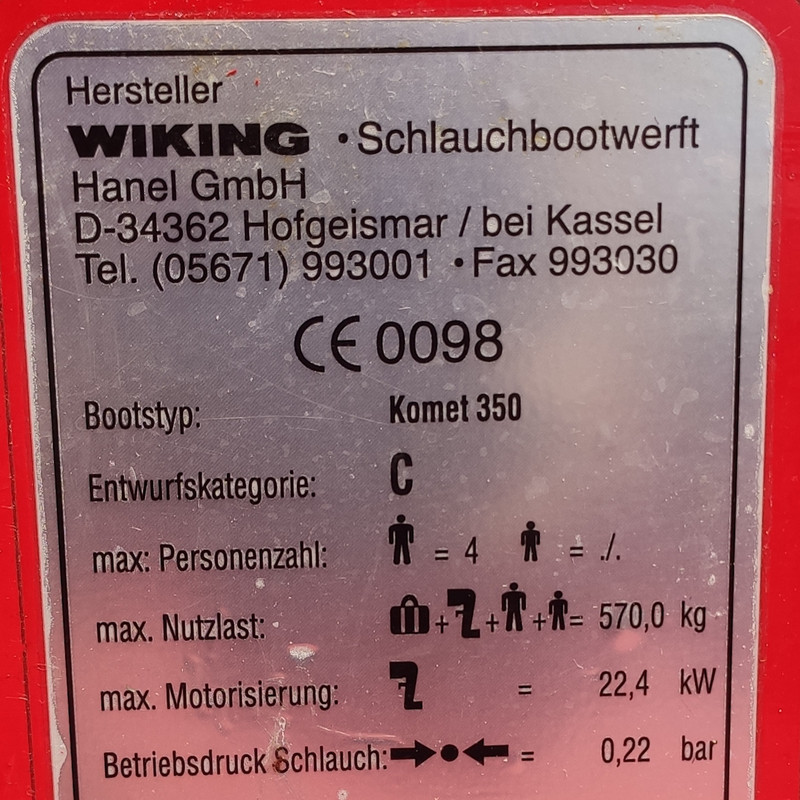 Hersteller
WIKING · Schlauchbootwerft
Hanel GmbH
D-34362 Hofgeismar / bei Kassel
Tel. (05671) 993001 · Fax 993030
CE 0098
Bootstyp: Komet 350
Entwurfskategorie: C
max: Personenzahl: = 4 = ./.
max. Nutzlast: + + + = 570,0 kg
max. Motorisierung: = 22,4 kW
Betriebsdruck Schlauch: = 0,22 bar